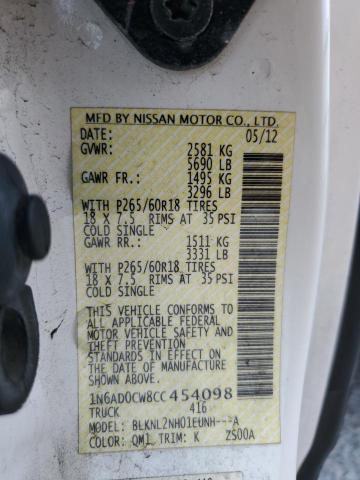 MFD BY NISSAN MOTOR CO., LTD.
DATE: 05/12
GVWR: 2581 KG
5690 LB
GAWR FR.: 1495 KG
3296 LB
WITH P265/60R18 TIRES
18 X 7.5 RIMS AT 35 PSI
COLD SINGLE
GAWR RR.: 1511 KG
3331 LB
WITH P265/60R18 TIRES
18 X 7.5 RIMS AT 35 PSI
COLD SINGLE
THIS VEHICLE CONFORMS TO
ALL APPLICABLE FEDERAL
MOTOR VEHICLE SAFETY STANDARDS
IN EFFECT ON THE DATE OF
MANUFACTURE SHOWN ABOVE.
1N6AD0CW8CC454098
TRUCK 416
MODEL: BLKNL2NH01EUNH---A
COLOR: QM1 TRIM: K ZS00A